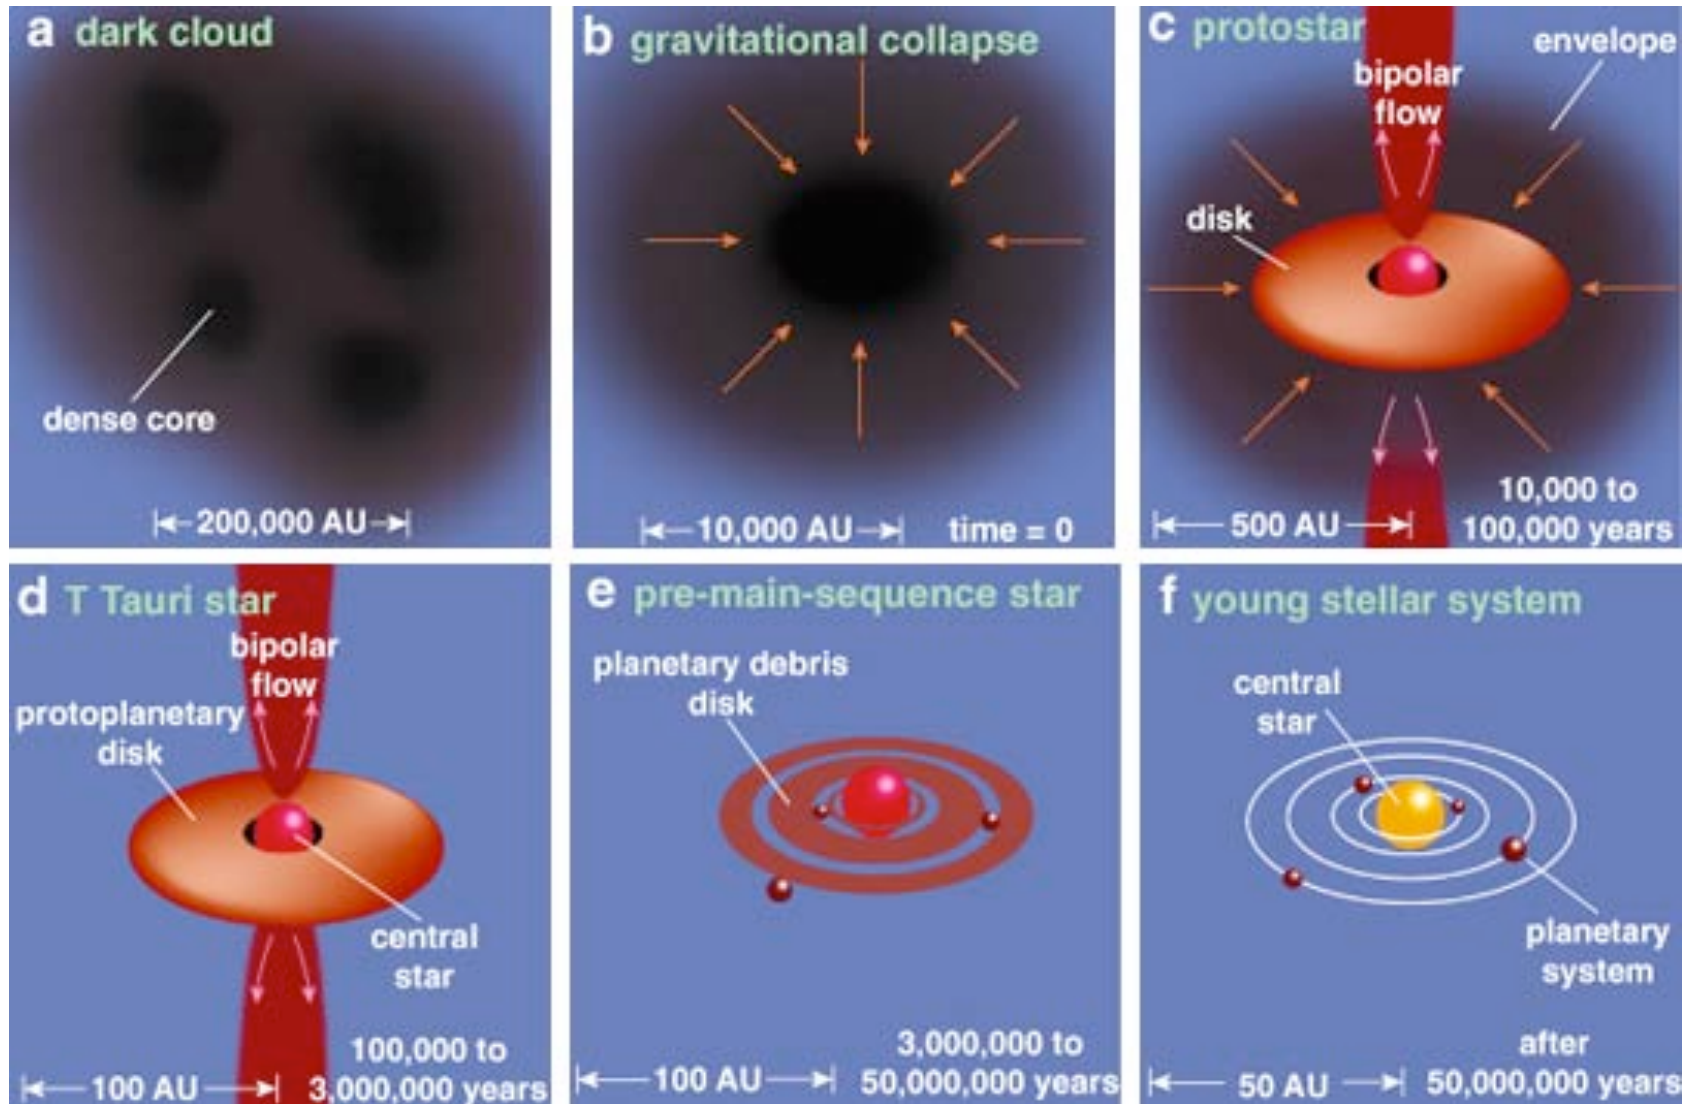 a dark cloud
dense core
200,000 AU
b gravitational collapse
10,000 AU
time = 0
c protostar
envelope
bipolar
flow
disk
10,000 to
100,000 years
500 AU
d T Tauri star
bipolar
flow
protoplanetary
disk
central
star
100,000 to
3,000,000 years
100 AU
e pre-main-sequence star
planetary debris
disk
3,000,000 to
50,000,000 years
100 AU
f young stellar system
central
star
planetary
system
after
50,000,000 years
50 AU